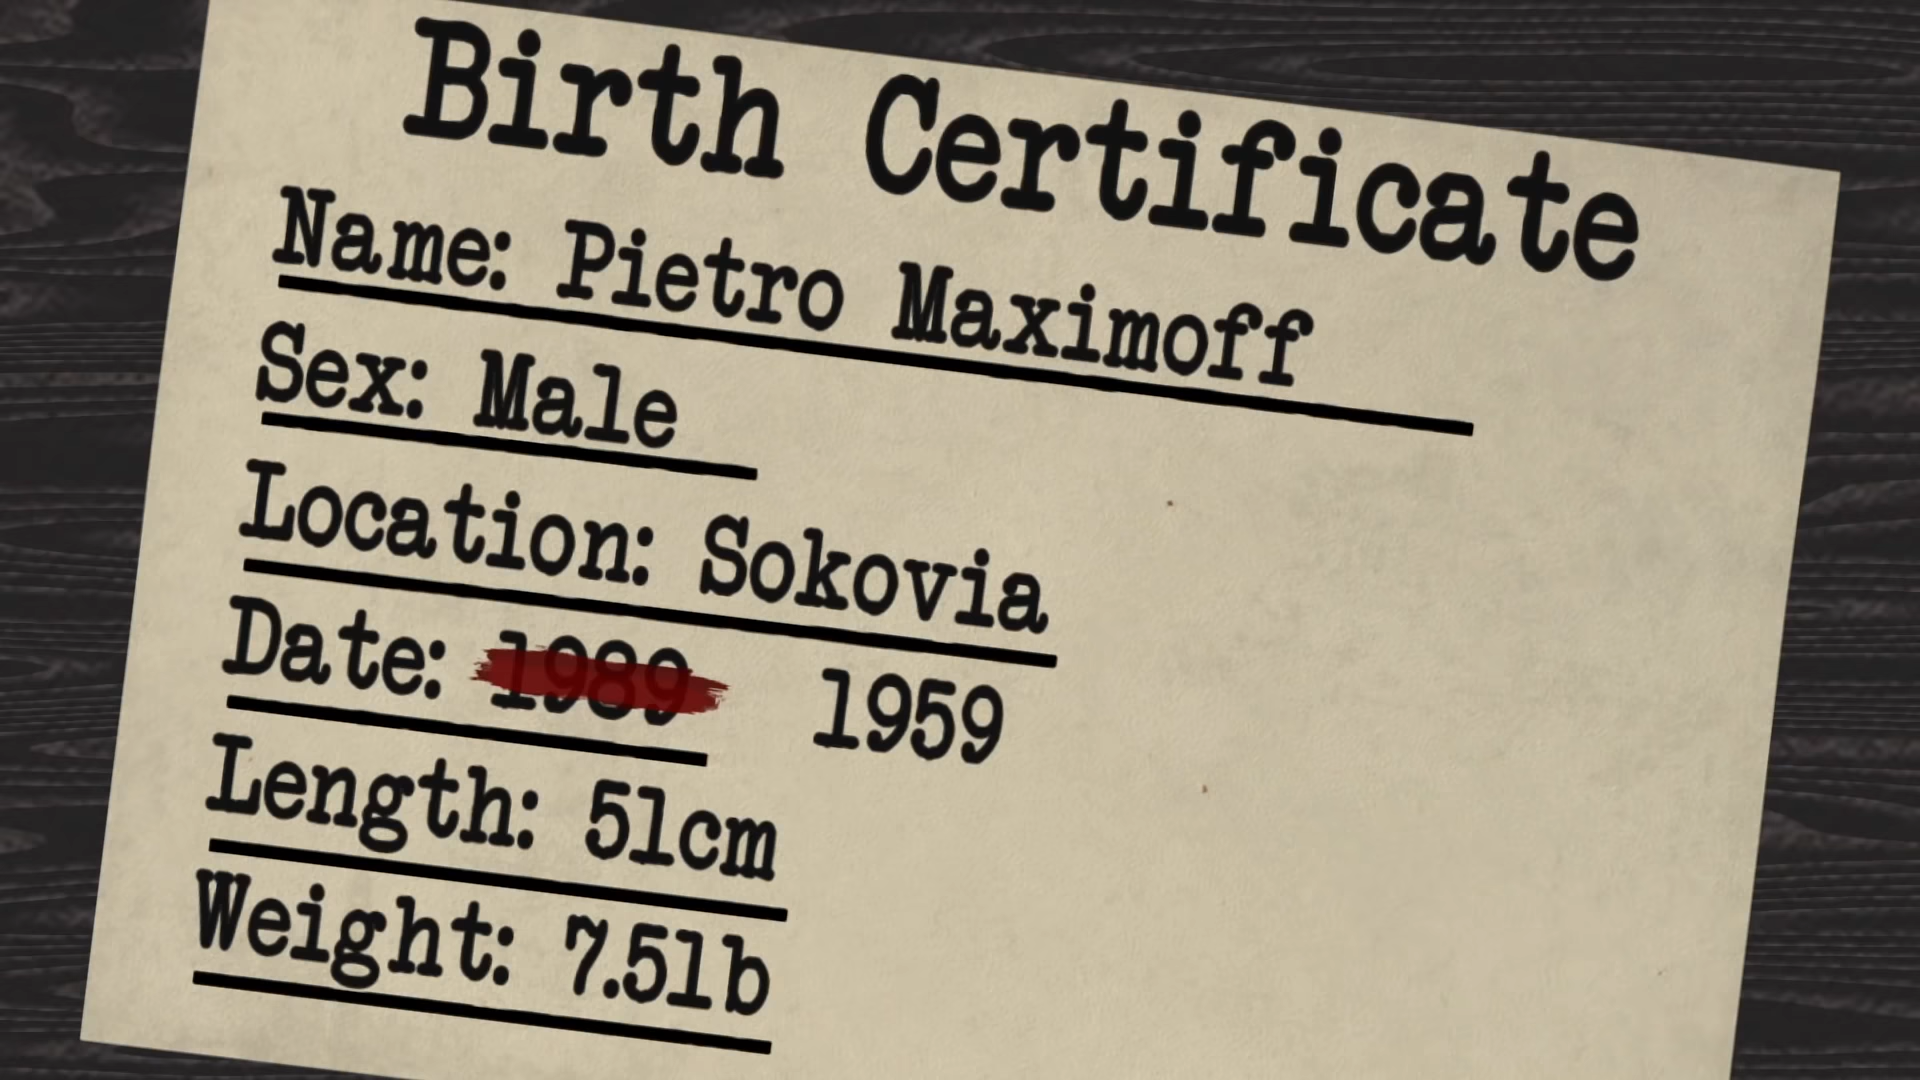 Birth Certificate
Name: Pietro Maximoff
Sex: Male
Location: Sokovia
Date: 1989 1959
Length: 51cm
Weight: 7.5lb